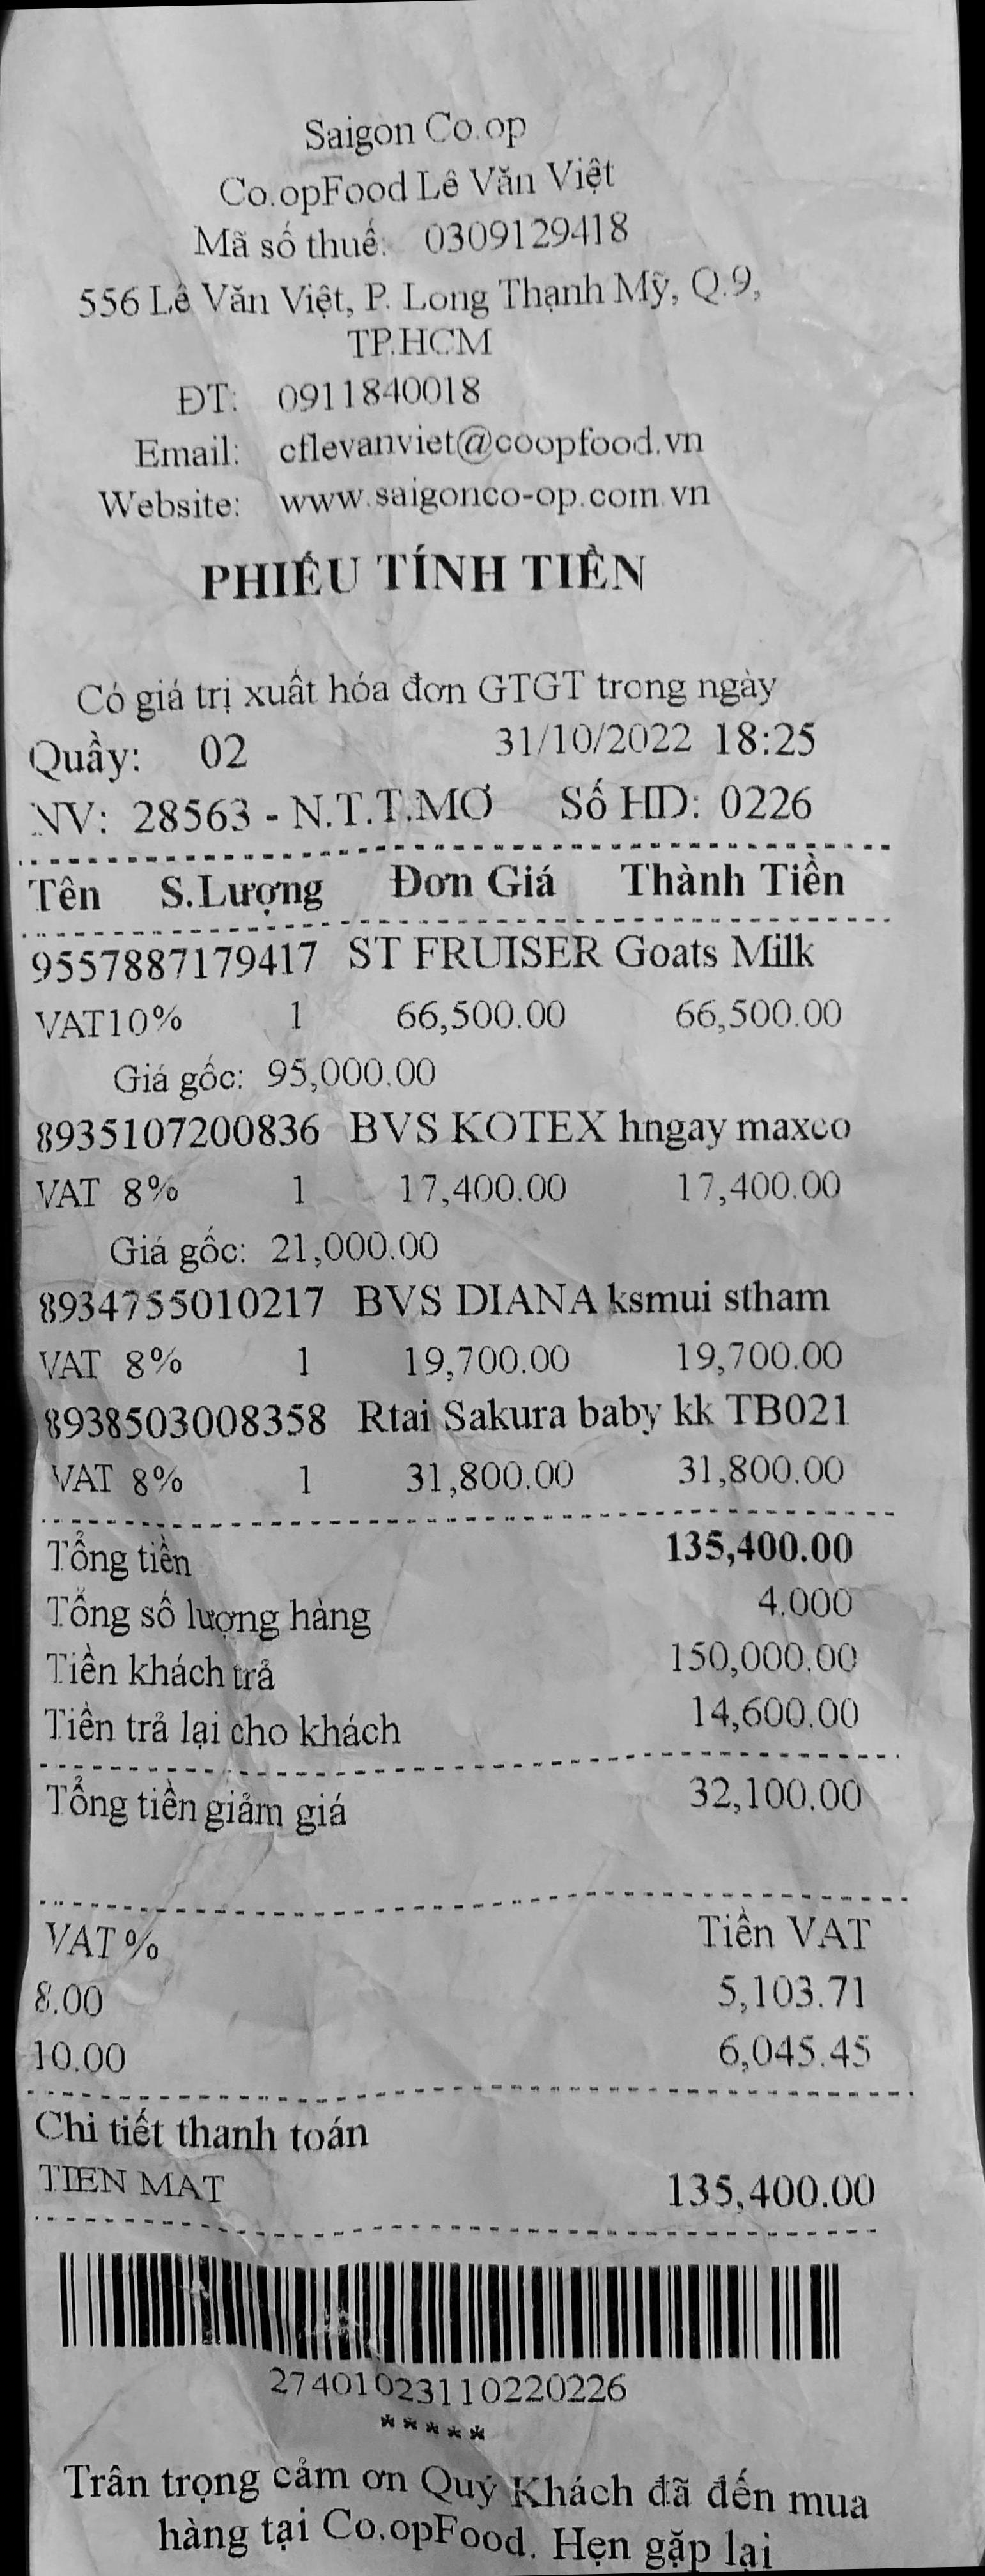 Saigon Co.op
Co.opFood Lê Văn Việt
Mã số thuế: 0309129418
556 Lê Văn Việt, P. Long Thạnh Mỹ, Q.9,
TP.HCM
ĐT: 0911840018
Email: cflevanviet@coopfood.vn
Website: www.saigonco-op.com.vn
PHIẾU TÍNH TIỀN
Có giá trị xuất hóa đơn GTGT trong ngày
Quầy: 02 31/10/2022 18:25
NV: 28563 - N.T.T.MƠ Số HD: 0226
Tên S.Lượng Đơn Giá Thành Tiền
9557887179417 ST FRUISER Goats Milk
VAT10% 1 66,500.00 66,500.00
Giá gốc: 95,000.00
8935107200836 BVS KOTEX hngay maxco
VAT 8% 1 17,400.00 17,400.00
Giá gốc: 21,000.00
8934755010217 BVS DIANA ksmui stham
VAT 8% 1 19,700.00 19,700.00
8938503008358 Rtai Sakura baby kk TB021
VAT 8% 1 31,800.00 31,800.00
Tổng tiền 135,400.00
Tổng số lượng hàng 4.000
Tiền khách trả 150,000.00
Tiền trả lại cho khách 14,600.00
Tổng tiền giảm giá 32,100.00
VAT% Tiền VAT
8.00 5,103.71
10.00 6,045.45
Chi tiết thanh toán
TIEN MAT 135,400.00
27401023110220226
*****
Trân trọng cảm ơn Quý Khách đã đến mua
hàng tại Co.opFood. Hẹn gặp lại